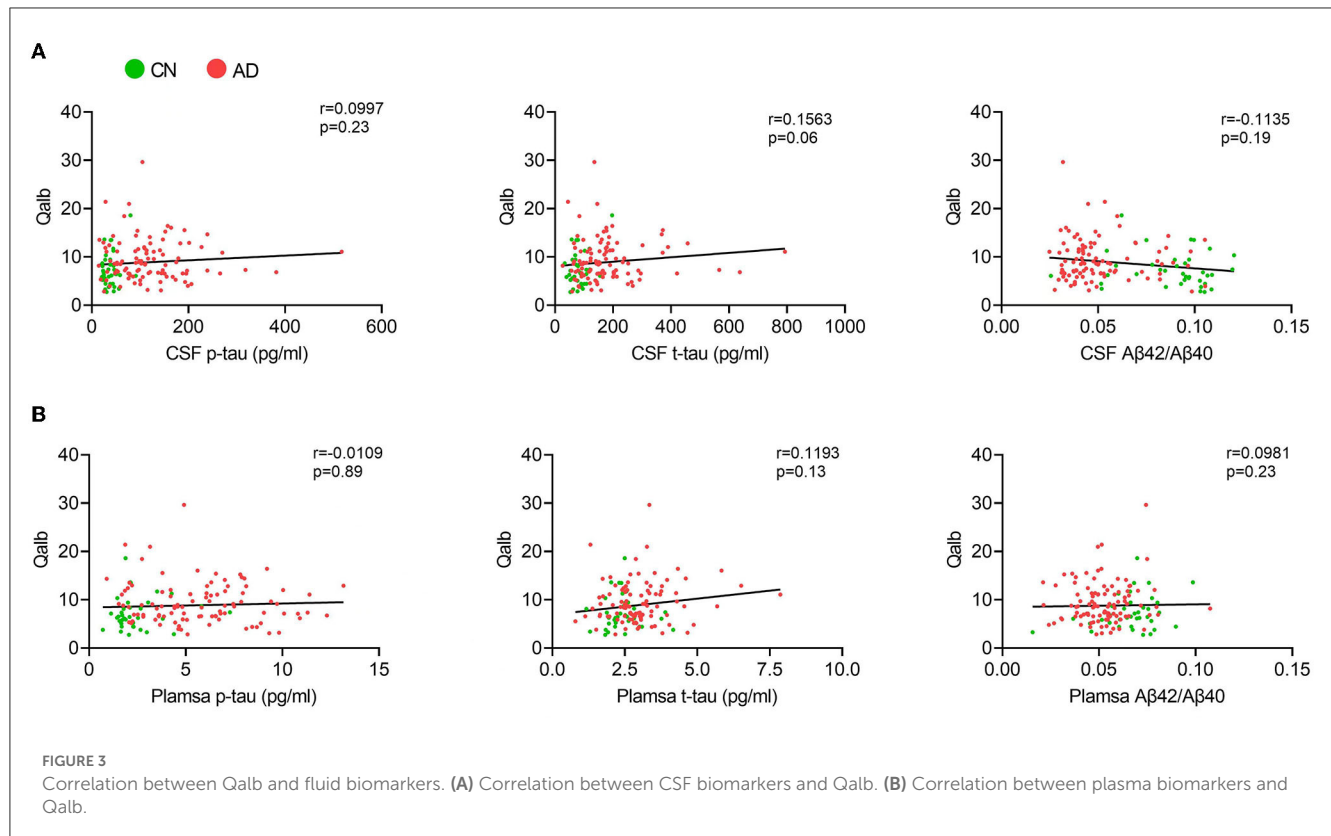 A
CN AD
r=0.0997
p=0.23
40
30
20
10
0
Qalb
0 200 400 600
CSF p-tau (pg/ml)
r=0.1563
p=0.06
40
30
20
10
0
Qalb
0 200 400 600 800 1000
CSF t-tau (pg/ml)
r=-0.1135
p=0.19
40
30
20
10
0
Qalb
0.00 0.05 0.10 0.15
CSF Aβ42/Aβ40
B
r=-0.0109
p=0.89
40
30
20
10
0
Qalb
0 5 10 15
Plamsa p-tau (pg/ml)
r=0.1193
p=0.13
40
30
20
10
0
Qalb
0.0 2.5 5.0 7.5 10.0
Plamsa t-tau (pg/ml)
r=0.0981
p=0.23
40
30
20
10
0
Qalb
0.00 0.05 0.10 0.15
Plamsa Aβ42/Aβ40
FIGURE 3
Correlation between Qalb and fluid biomarkers. (A) Correlation between CSF biomarkers and Qalb. (B) Correlation between plasma biomarkers and
Qalb.